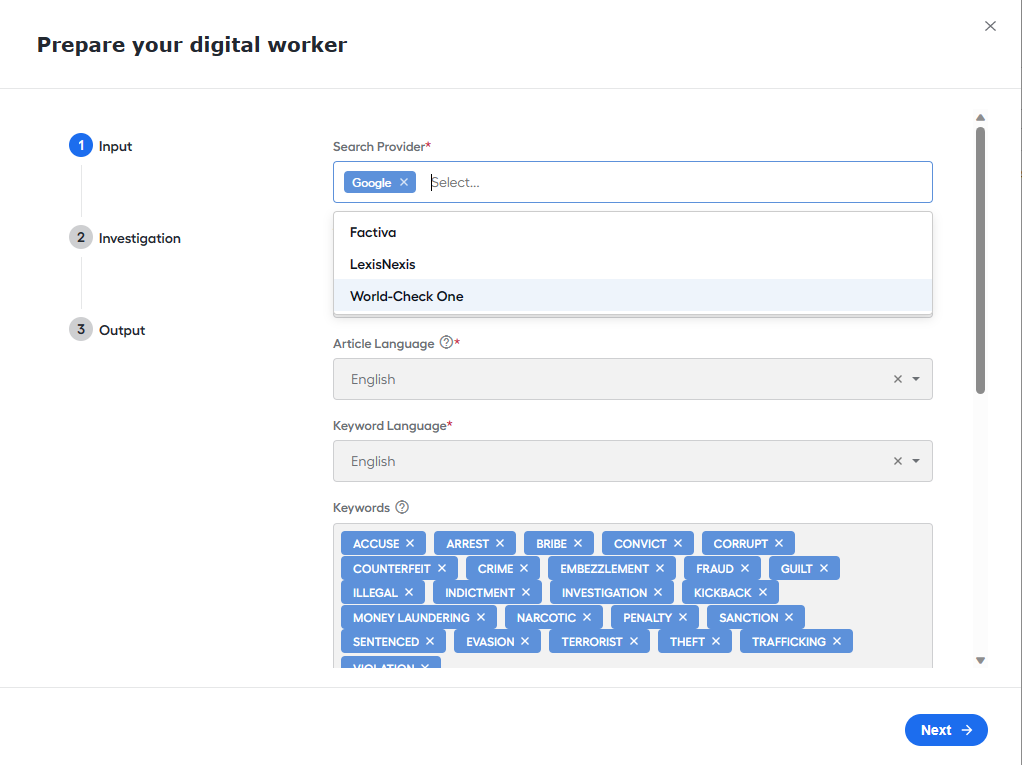 Prepare your digital worker
1 Input
2 Investigation
3 Output
Search Provider*
Google Select...
Factiva
LexisNexis
World-Check One
Article Language ?*
English
Keyword Language*
English
Keywords ?
ACCUSE ARREST BRIBE CONVICT CORRUPT
COUNTERFEIT CRIME EMBEZZLEMENT FRAUD GUILT
ILLEGAL INDICTMENT INVESTIGATION KICKBACK
MONEY LAUNDERING NARCOTIC PENALTY SANCTION
SENTENCED EVASION TERRORIST THEFT TRAFFICKING
VIOLATION
Next